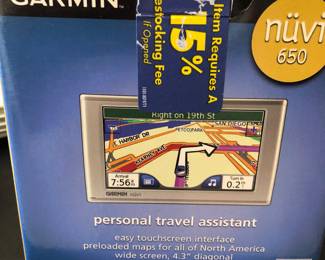 GARMIN
Item Requires A
15%
Restocking Fee
If Opened
nüvi
650
Right on 19th St
SAN DIEGO
HARBOR DR
PETCO PARK
Arrival
7:56
Turn In
0.2
GARMIN
personal travel assistant
easy touchscreen interface
preloaded maps for all of North America
wide screen, 4.3" diagonal